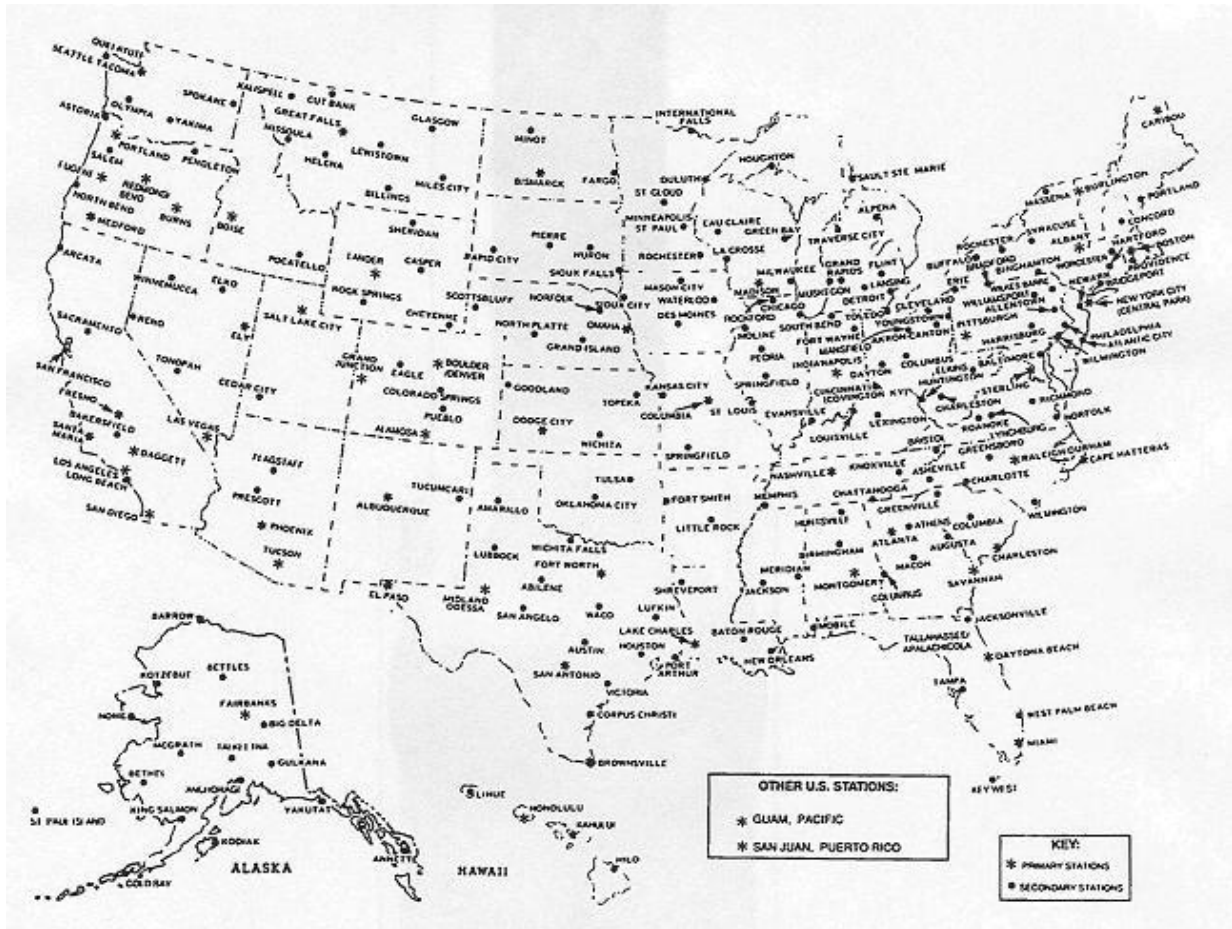 QUILLAYUTE
SEATTLE TACOMA
OLYMPIA
YAKIMA
SPOKANE
ASTORIA
PORTLAND
PENDLETON
SALEM
EUGENE
REDMOND
BEND
NORTH BEND
BURNS
MEDFORD
BOISE
KALISPELL
CUT BANK
GREAT FALLS
MISSOULA
HELENA
LEWISTOWN
GLASGOW
MILES CITY
BILLINGS
MINOT
BISMARCK
FARGO
INTERNATIONAL
FALLS
DULUTH
ST CLOUD
MINNEAPOLIS
ST PAUL
ROCHESTER
HOUGHTON
SAULT STE MARIE
EAU CLAIRE
GREEN BAY
LA CROSSE
ALPENA
TRAVERSE CITY
ARCATA
WINNEMUCCA
ELKO
POCATELLO
LANDER
SHERIDAN
CASPER
ROCK SPRINGS
CHEYENNE
RAPID CITY
PIERRE
HURON
SIOUX FALLS
SCOTTSBLUFF
NORFOLK
SIOUX CITY
NORTH PLATTE
OMAHA
GRAND ISLAND
MASON CITY
WATERLOO
DES MOINES
MADISON
MILWAUKEE
GRAND
RAPIDS
FLINT
MUSKEGON
LANSING
ROCKFORD
CHICAGO
DETROIT
MOLINE
SOUTH BEND
TOLEDO
CLEVELAND
PEORIA
FORT WAYNE
YOUNGSTOWN
MANSFIELD
AKRON CANTON
INDIANAPOLIS
DAYTON
COLUMBUS
SPRINGFIELD
CINCINNATI
(COVINGTON KY)
CARIBOU
MASSENA
BURLINGTON
PORTLAND
CONCORD
SYRACUSE
ROCHESTER
ALBANY
HARTFORD
BOSTON
BUFFALO
BRADFORD
BINGHAMTON
WORCESTER
PROVIDENCE
ERIE
WILKES BARRE
NEWARK
BRIDGEPORT
WILLIAMSPORT
ALLENTOWN
NEW YORK CITY
(CENTRAL PARK)
PITTSBURGH
HARRISBURG
PHILADELPHIA
ATLANTIC CITY
WILMINGTON
BALTIMORE
ELKINS
HUNTINGTON
STERLING
CHARLESTON
RICHMOND
ROANOKE
NORFOLK
LYNCHBURG
SACRAMENTO
RENO
ELY
SALT LAKE CITY
TONOPAH
CEDAR CITY
SAN FRANCISCO
FRESNO
BAKERSFIELD
LAS VEGAS
SANTA
MARIA
DAGGETT
LOS ANGELES
LONG BEACH
SAN DIEGO
GRAND
JUNCTION
EAGLE
BOULDER
/DENVER
COLORADO SPRINGS
PUEBLO
ALAMOSA
GOODLAND
TOPEKA
DODGE CITY
WICHITA
KANSAS CITY
COLUMBIA
ST LOUIS
SPRINGFIELD
EVANSVILLE
LOUISVILLE
LEXINGTON
BRISTOL
GREENSBORO
RALEIGH DURHAM
CAPE HATTERAS
NASHVILLE
KNOXVILLE
ASHEVILLE
CHARLOTTE
FLAGSTAFF
PRESCOTT
PHOENIX
TUCSON
TUCUMCARI
ALBUQUERQUE
AMARILLO
TULSA
OKLAHOMA CITY
FORT SMITH
LITTLE ROCK
MEMPHIS
CHATTANOOGA
GREENVILLE
HUNTSVILLE
ATHENS
COLUMBIA
WILMINGTON
ATLANTA
AUGUSTA
BIRMINGHAM
MACON
CHARLESTON
LUBBOCK
WICHITA FALLS
FORT WORTH
EL PASO
MIDLAND
ODESSA
ABILENE
SAN ANGELO
WACO
SHREVEPORT
LUFKIN
JACKSON
MERIDIAN
MONTGOMERY
COLUMBUS
SAVANNAH
AUSTIN
HOUSTON
LAKE CHARLES
PORT
ARTHUR
SAN ANTONIO
VICTORIA
CORPUS CHRISTI
BROWNSVILLE
BATON ROUGE
NEW ORLEANS
MOBILE
TALLAHASSEE/
APALACHICOLA
JACKSONVILLE
DAYTONA BEACH
TAMPA
WEST PALM BEACH
MIAMI
KEY WEST
BARROW
KOTZEBUE
BETTLES
NOME
FAIRBANKS
BIG DELTA
MCGRATH
TALKEETNA
GULKANA
BETHEL
ANCHORAGE
KING SALMON
YAKUTAT
ST. PAUL ISLAND
KODIAK
ANNETTE
COLD BAY
ALASKA
LIHUE
HONOLULU
KAHULUI
HILO
HAWAII
OTHER U.S. STATIONS:
* GUAM, PACIFIC
* SAN JUAN, PUERTO RICO
KEY:
* PRIMARY STATIONS
● SECONDARY STATIONS